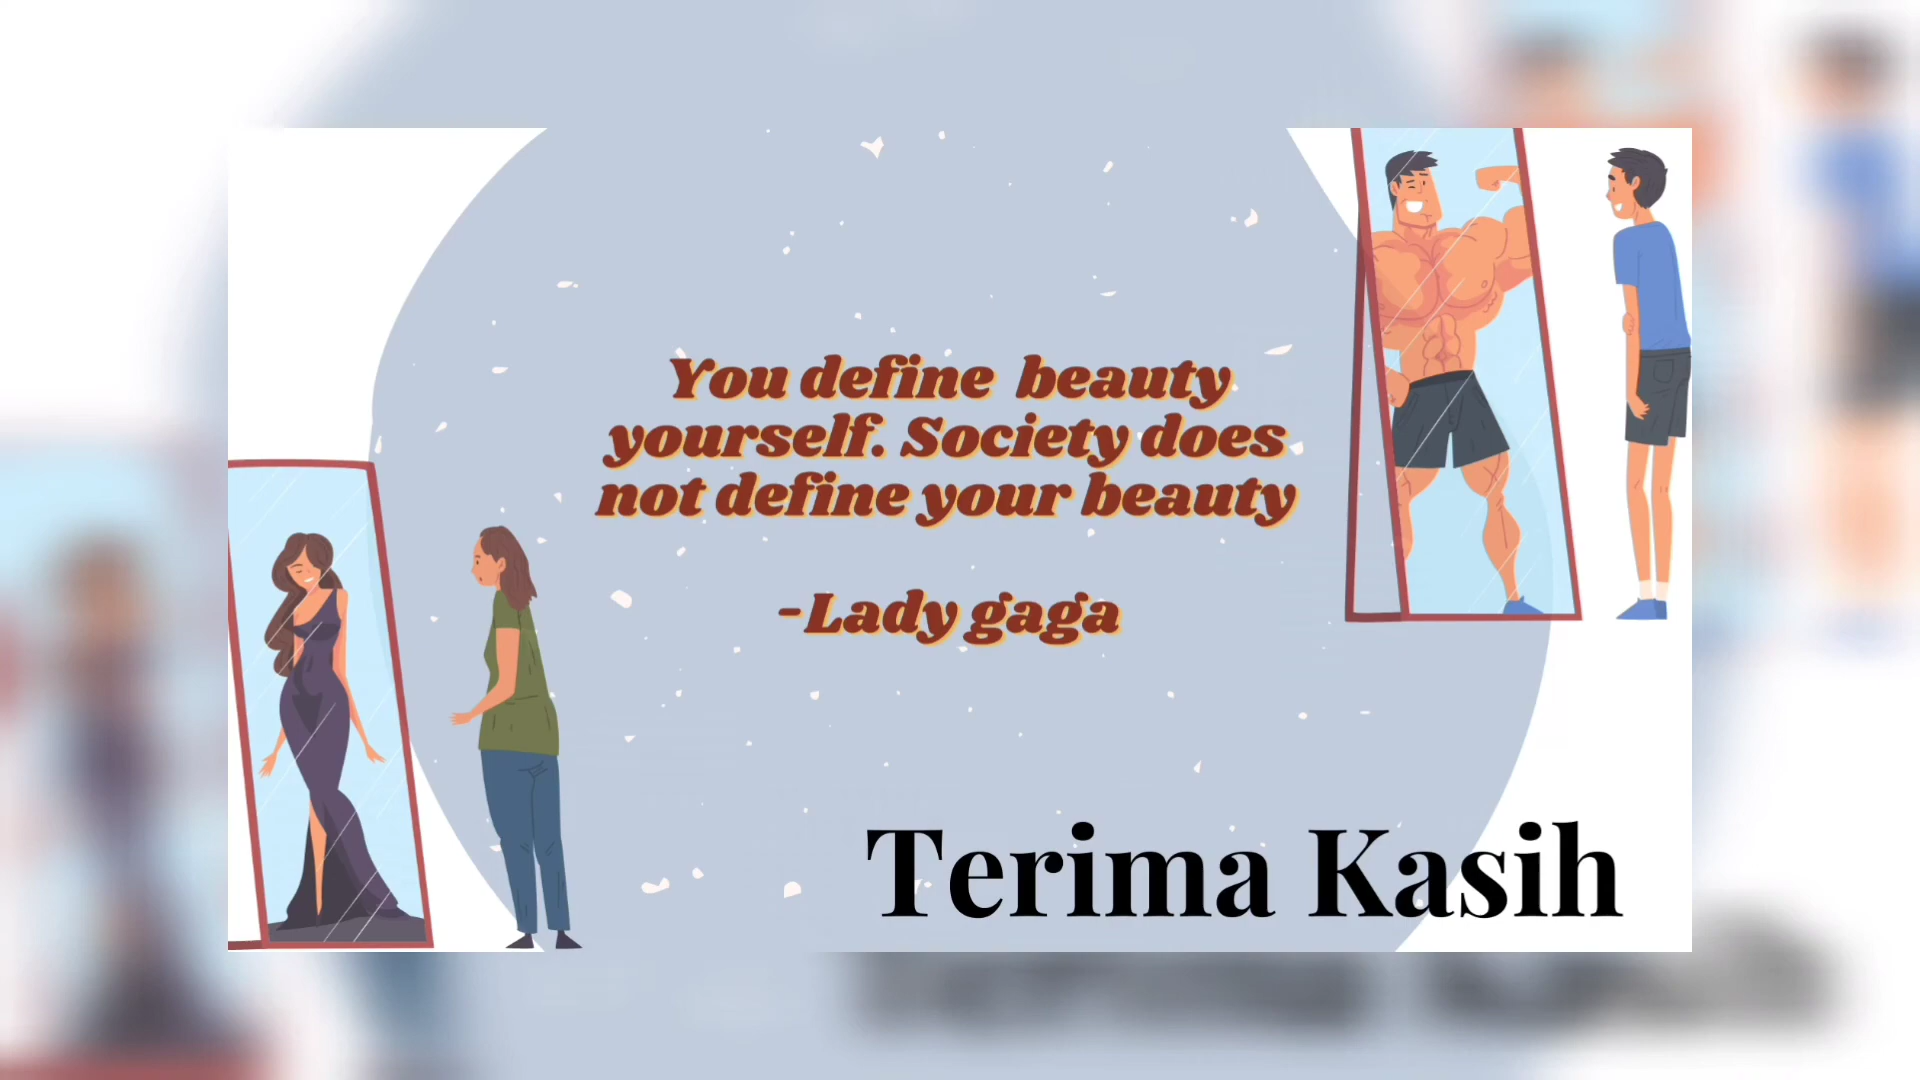 You define beauty
yourself. Society does
not define your beauty
-Lady gaga
Terima Kasih